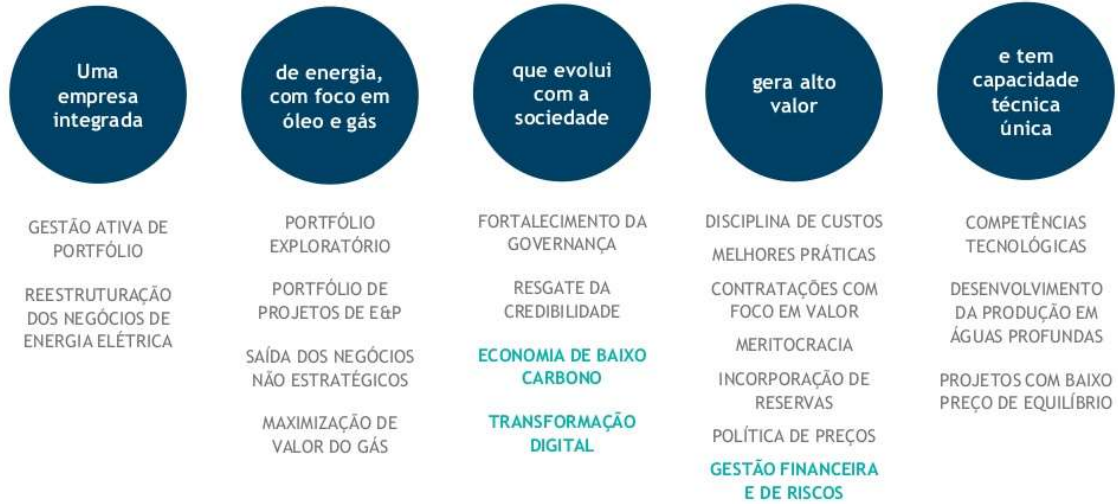 Uma
empresa
integrada
GESTÃO ATIVA DE
PORTFÓLIO
REESTRUTURAÇÃO
DOS NEGÓCIOS DE
ENERGIA ELÉTRICA
de energia,
com foco em
óleo e gás
PORTFÓLIO
EXPLORATÓRIO
PORTFÓLIO DE
PROJETOS DE E&P
SAÍDA DOS NEGÓCIOS
NÃO ESTRATÉGICOS
MAXIMIZAÇÃO DE
VALOR DO GÁS
que evolui
com a
sociedade
FORTALECIMENTO DA
GOVERNANÇA
RESGATE DA
CREDIBILIDADE
ECONOMIA DE BAIXO
CARBONO
TRANSFORMAÇÃO
DIGITAL
gera alto
valor
DISCIPLINA DE CUSTOS
MELHORES PRÁTICAS
CONTRATAÇÕES COM
FOCO EM VALOR
MERITOCRACIA
INCORPORAÇÃO DE
RESERVAS
POLÍTICA DE PREÇOS
GESTÃO FINANCEIRA
E DE RISCOS
e tem
capacidade
técnica
única
COMPETÊNCIAS
TECNOLÓGICAS
DESENVOLVIMENTO
DA PRODUÇÃO EM
ÁGUAS PROFUNDAS
PROJETOS COM BAIXO
PREÇO DE EQUILÍBRIO